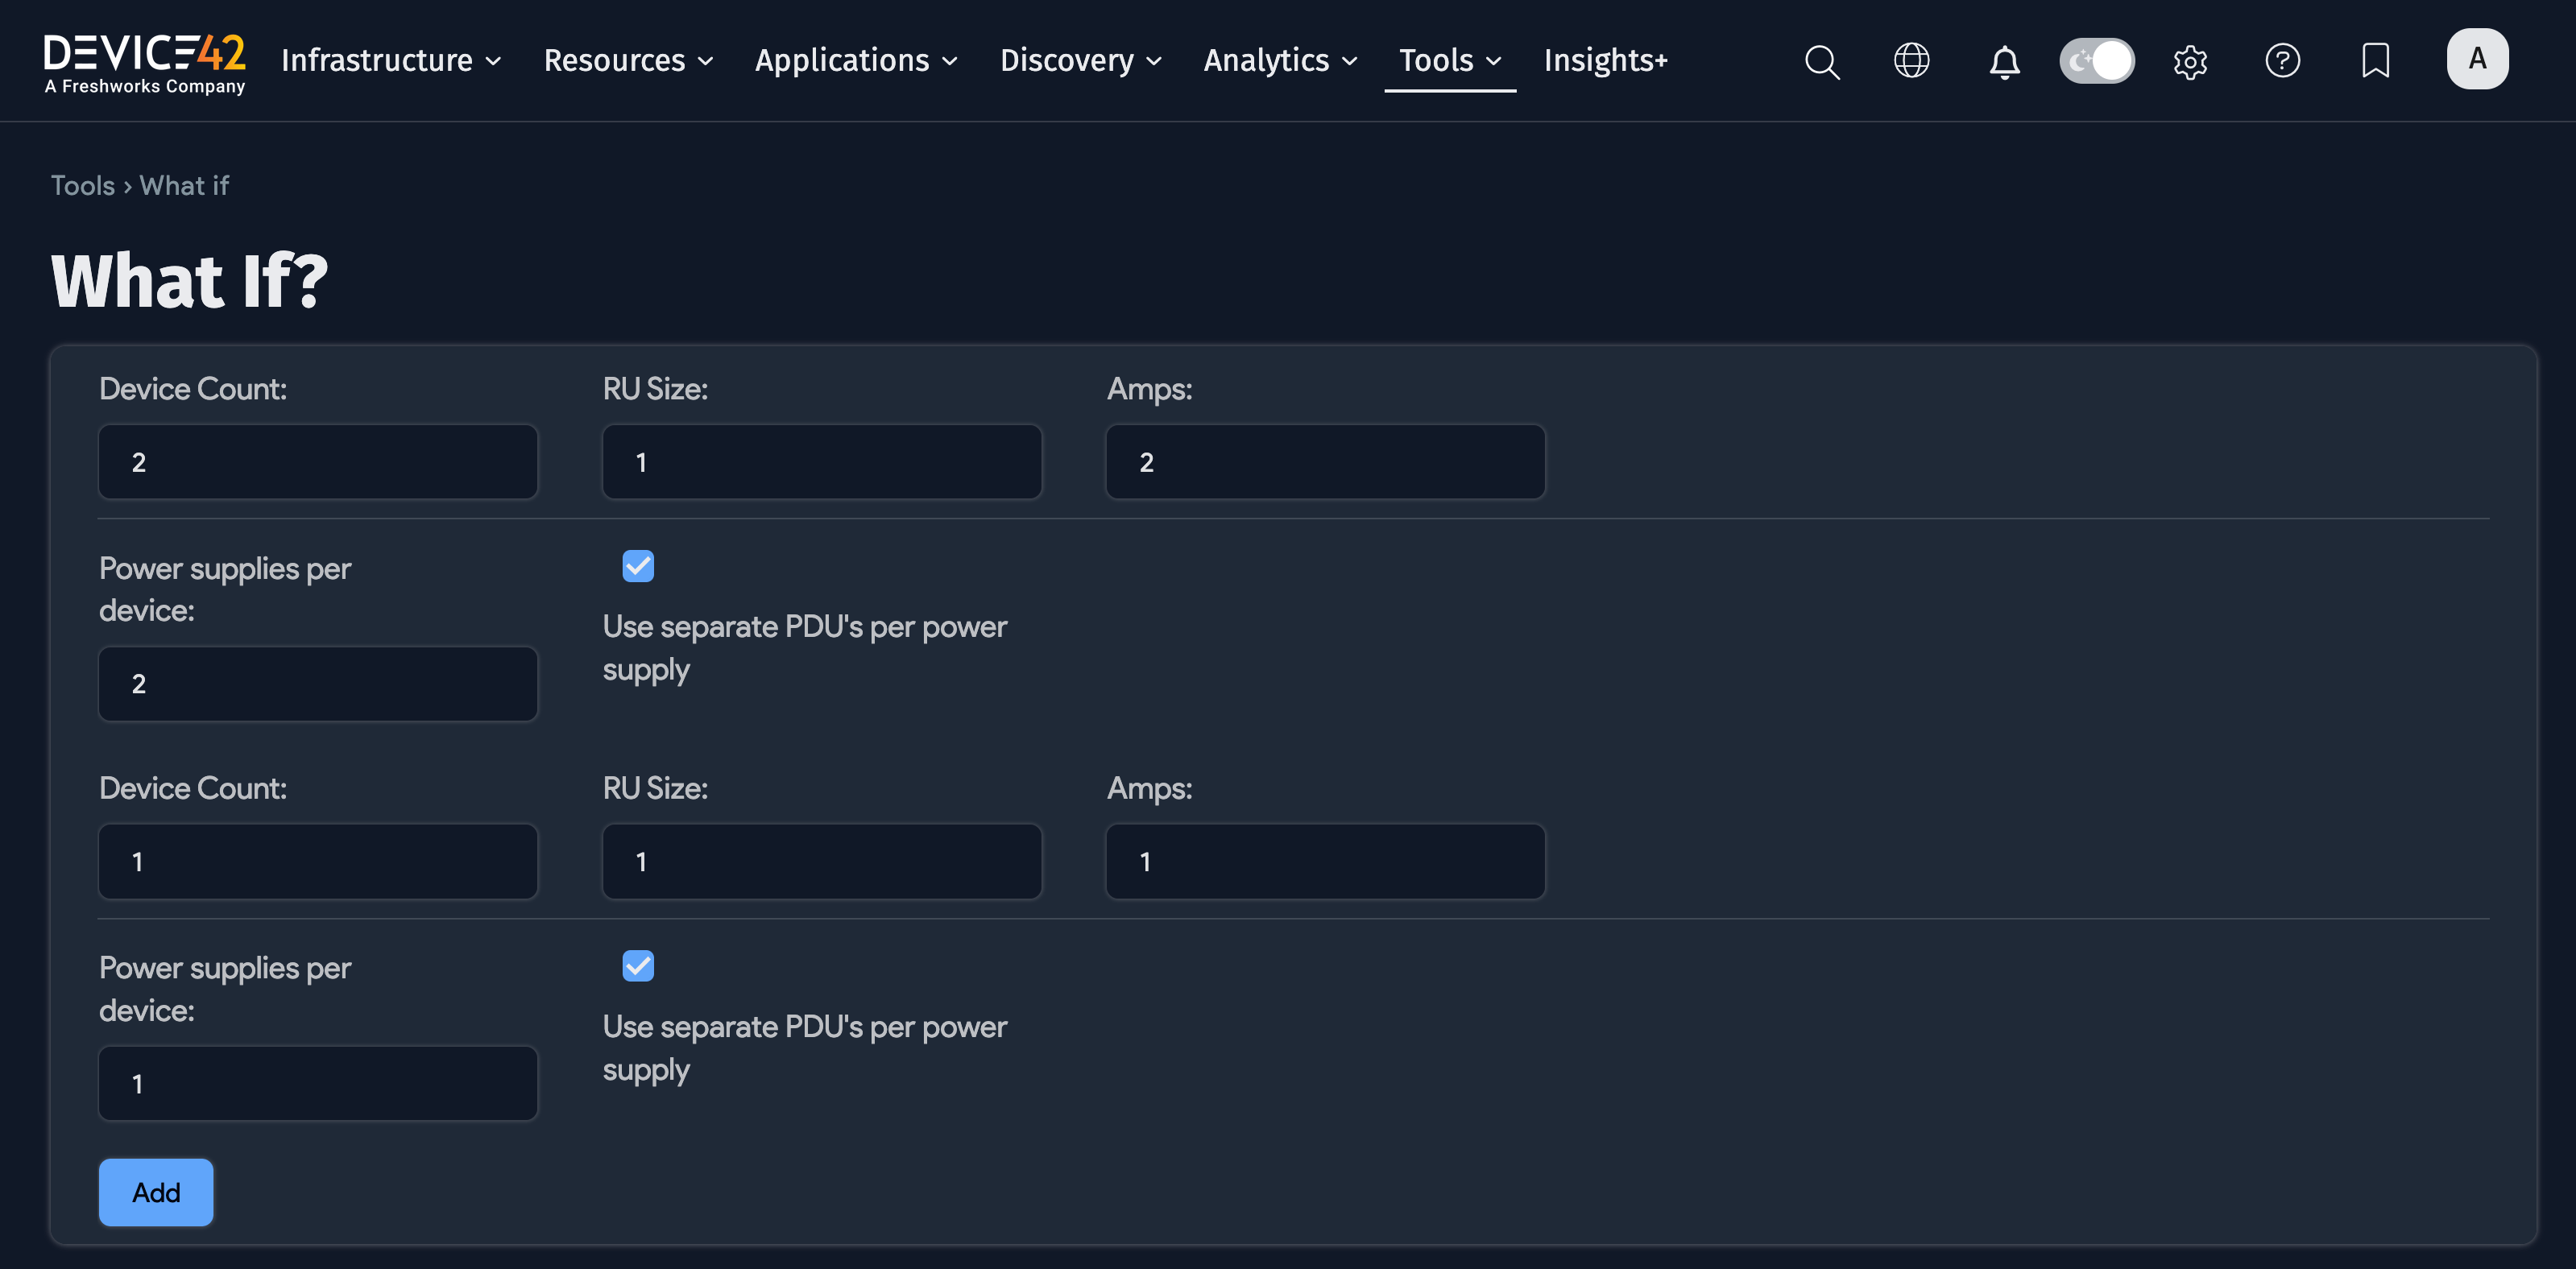 DEVICE42
A Freshworks Company
Infrastructure Resources Applications Discovery Analytics Tools Insights+
A
Tools › What if
What If?
Device Count: RU Size: Amps:
2 1 2
Power supplies per
device:
2
Use separate PDU's per power
supply
Device Count: RU Size: Amps:
1 1 1
Power supplies per
device:
1
Use separate PDU's per power
supply
Add